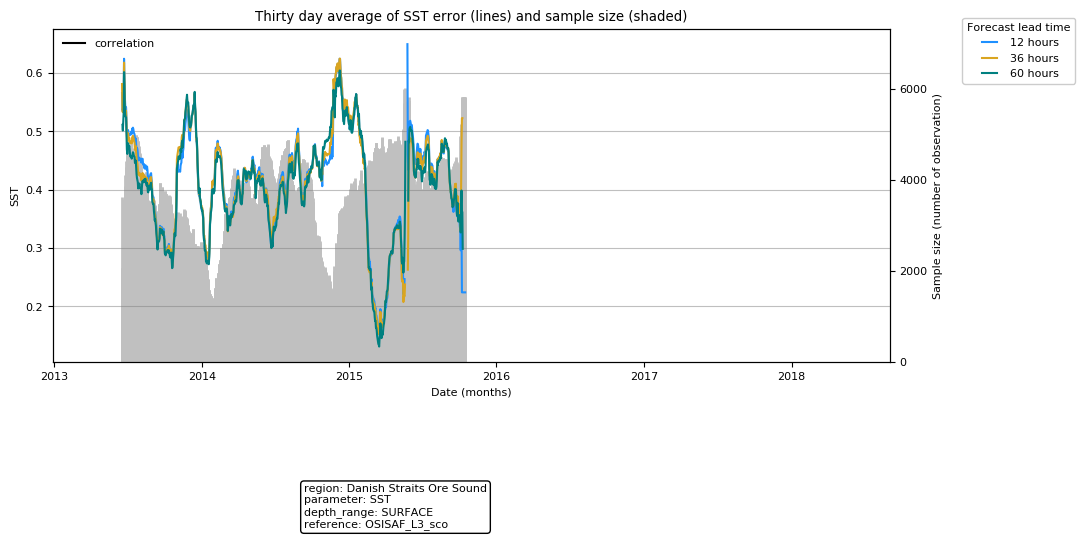 Thirty day average of SST error (lines) and sample size (shaded)
correlation
Forecast lead time
12 hours
36 hours
60 hours
SST
0.6
0.5
0.4
0.3
0.2
6000
4000
2000
0
Sample size (number of observation)
2013 2014 2015 2016 2017 2018
Date (months)
region: Danish Straits Ore Sound
parameter: SST
depth_range: SURFACE
reference: OSISAF_L3_sco